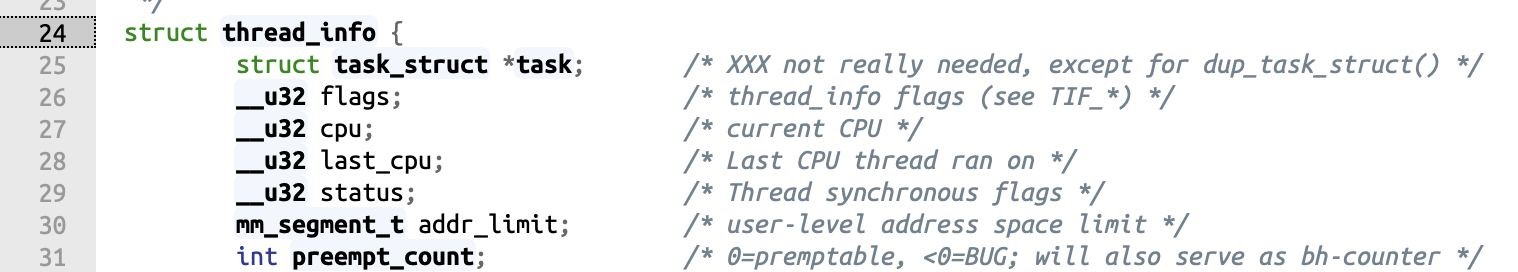 23 */
24 struct thread_info {
25 struct task_struct *task; /* XXX not really needed, except for dup_task_struct() */
26 __u32 flags; /* thread_info flags (see TIF_*) */
27 __u32 cpu; /* current CPU */
28 __u32 last_cpu; /* Last CPU thread ran on */
29 __u32 status; /* Thread synchronous flags */
30 mm_segment_t addr_limit; /* user-level address space limit */
31 int preempt_count; /* 0=premptable, <0=BUG; will also serve as bh-counter */